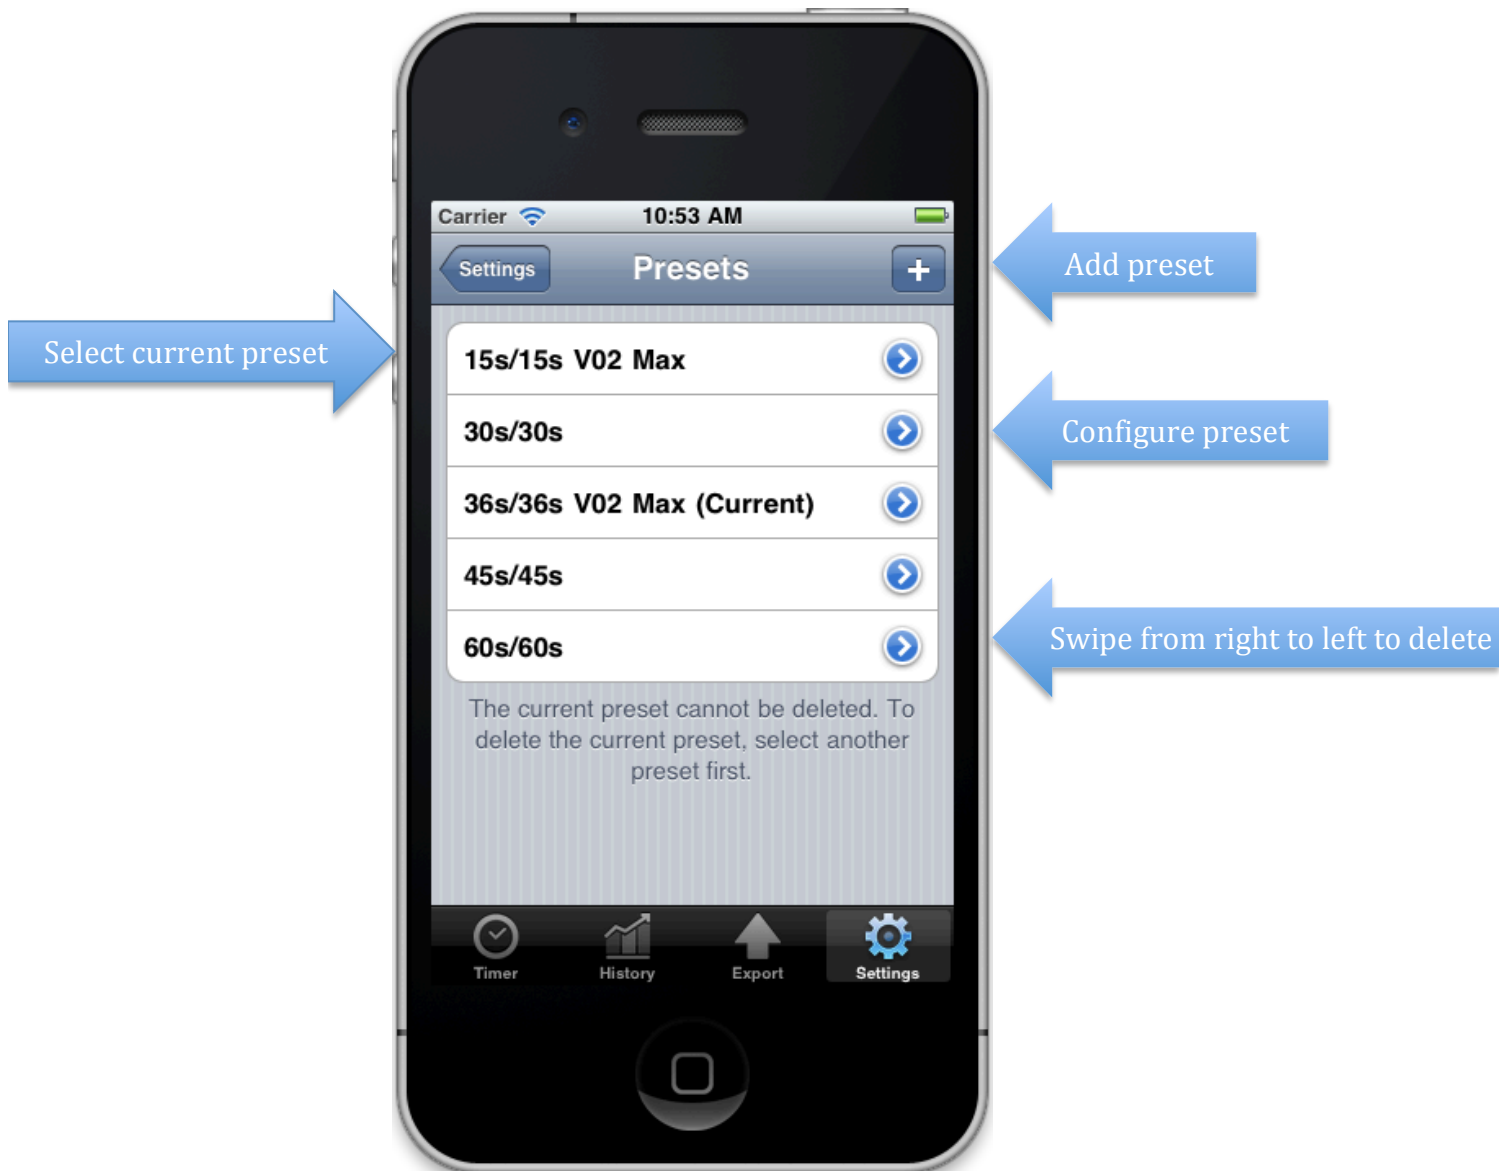 Carrier 10:53 AM
Settings Presets +
Add preset
Select current preset
15s/15s V02 Max
30s/30s
Configure preset
36s/36s V02 Max (Current)
45s/45s
60s/60s
Swipe from right to left to delete
The current preset cannot be deleted. To
delete the current preset, select another
preset first.
Timer History Export Settings